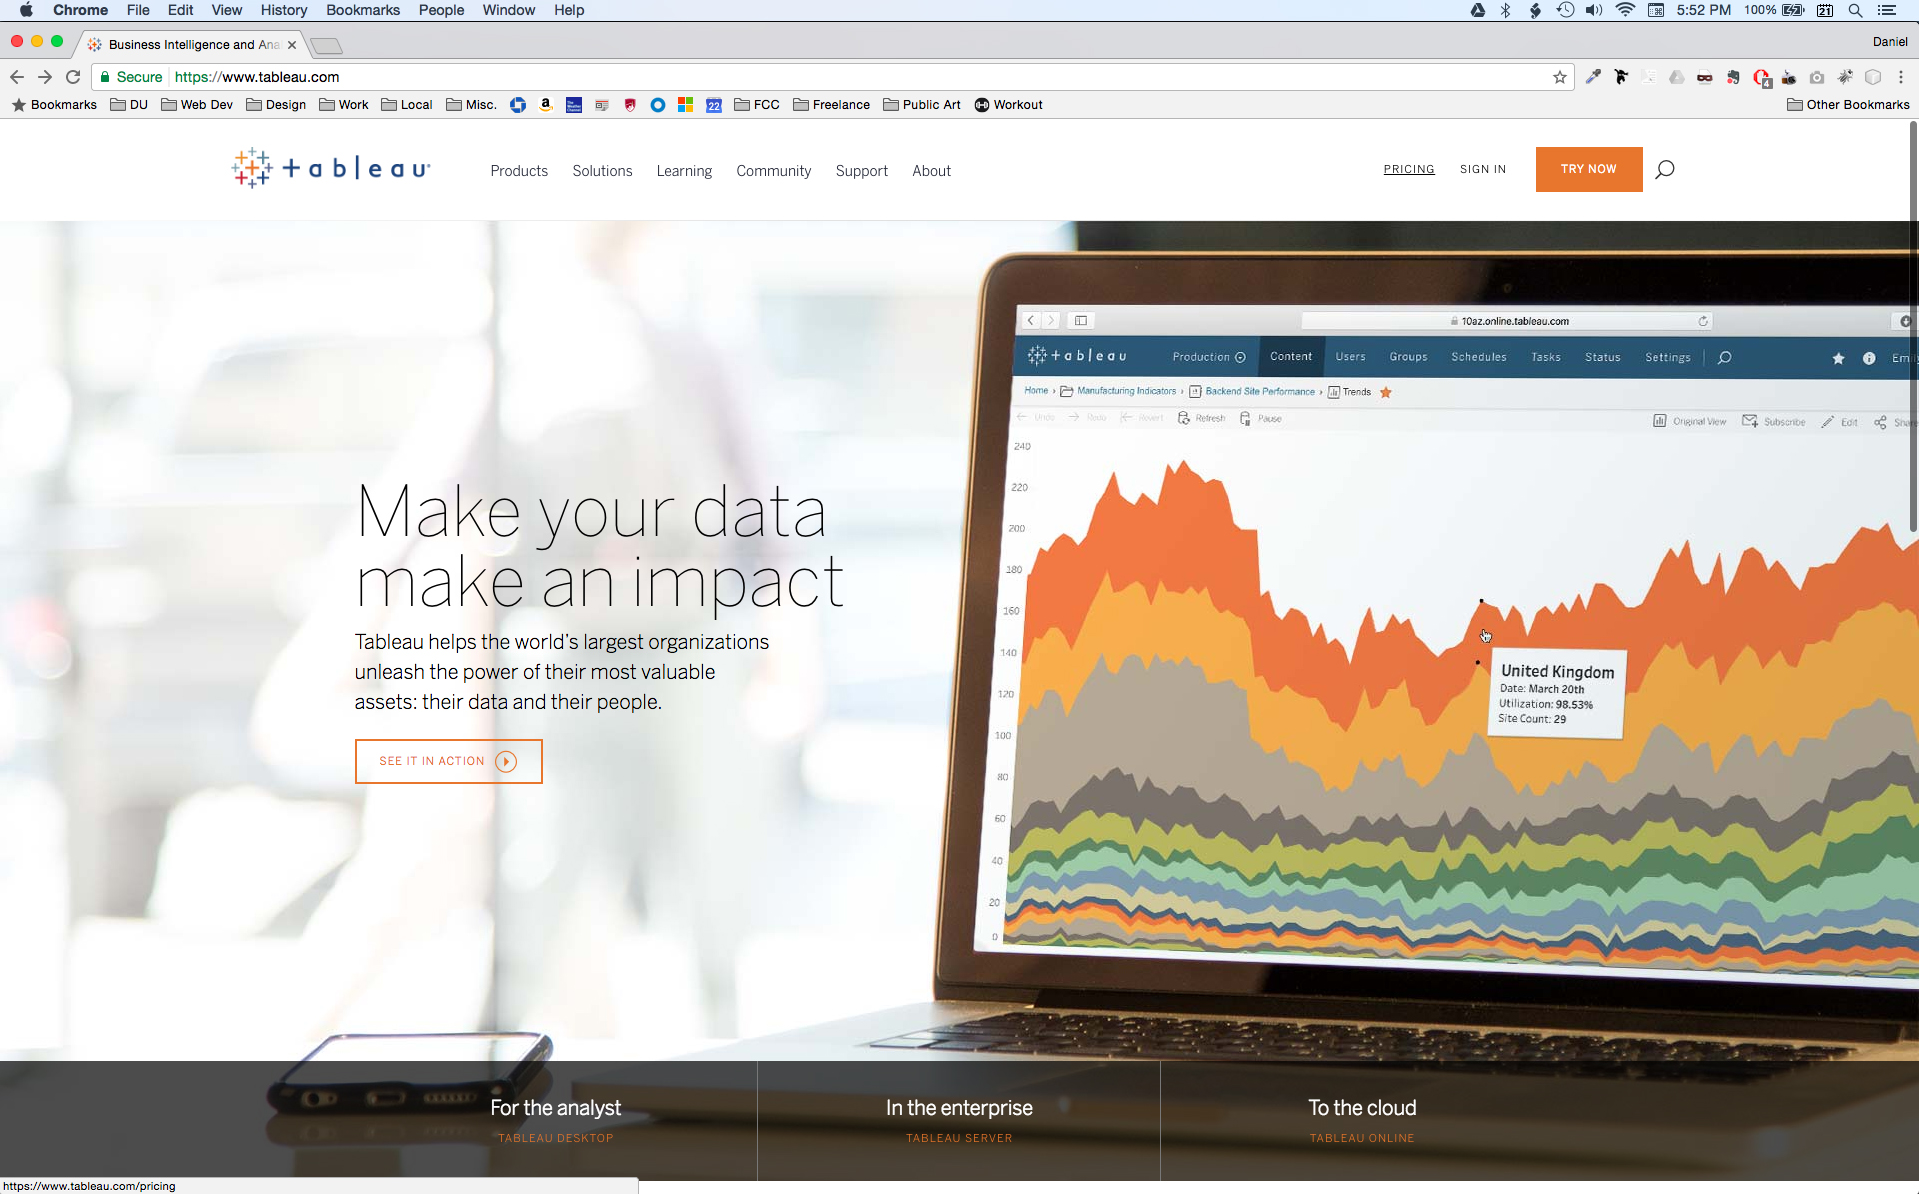 Chrome File Edit View History Bookmarks People Window Help 5:52 PM 100% 21
Business Intelligence and Ana Daniel
Secure https://www.tableau.com 4
Bookmarks DU Web Dev Design Work Local Misc. a 22 FCC Freelance Public Art Workout Other Bookmarks
+ableau Products Solutions Learning Community Support About PRICING SIGN IN TRY NOW
10az.online.tableau.com
+ableau Production Content Users Groups Schedules Tasks Status Settings Emily
Home › Manufacturing Indicators › Backend Site Performance › Trends
Undo Redo Revert Refresh Pause Original View Subscribe Edit Share
240
220
200
180
160
140
120
100
80
60
40
20
0
United Kingdom
Date: March 20th
Utilization: 98.53%
Site Count: 29
Make your data
make an impact
Tableau helps the world’s largest organizations
unleash the power of their most valuable
assets: their data and their people.
SEE IT IN ACTION
For the analyst In the enterprise To the cloud
TABLEAU DESKTOP TABLEAU SERVER TABLEAU ONLINE
https://www.tableau.com/pricing